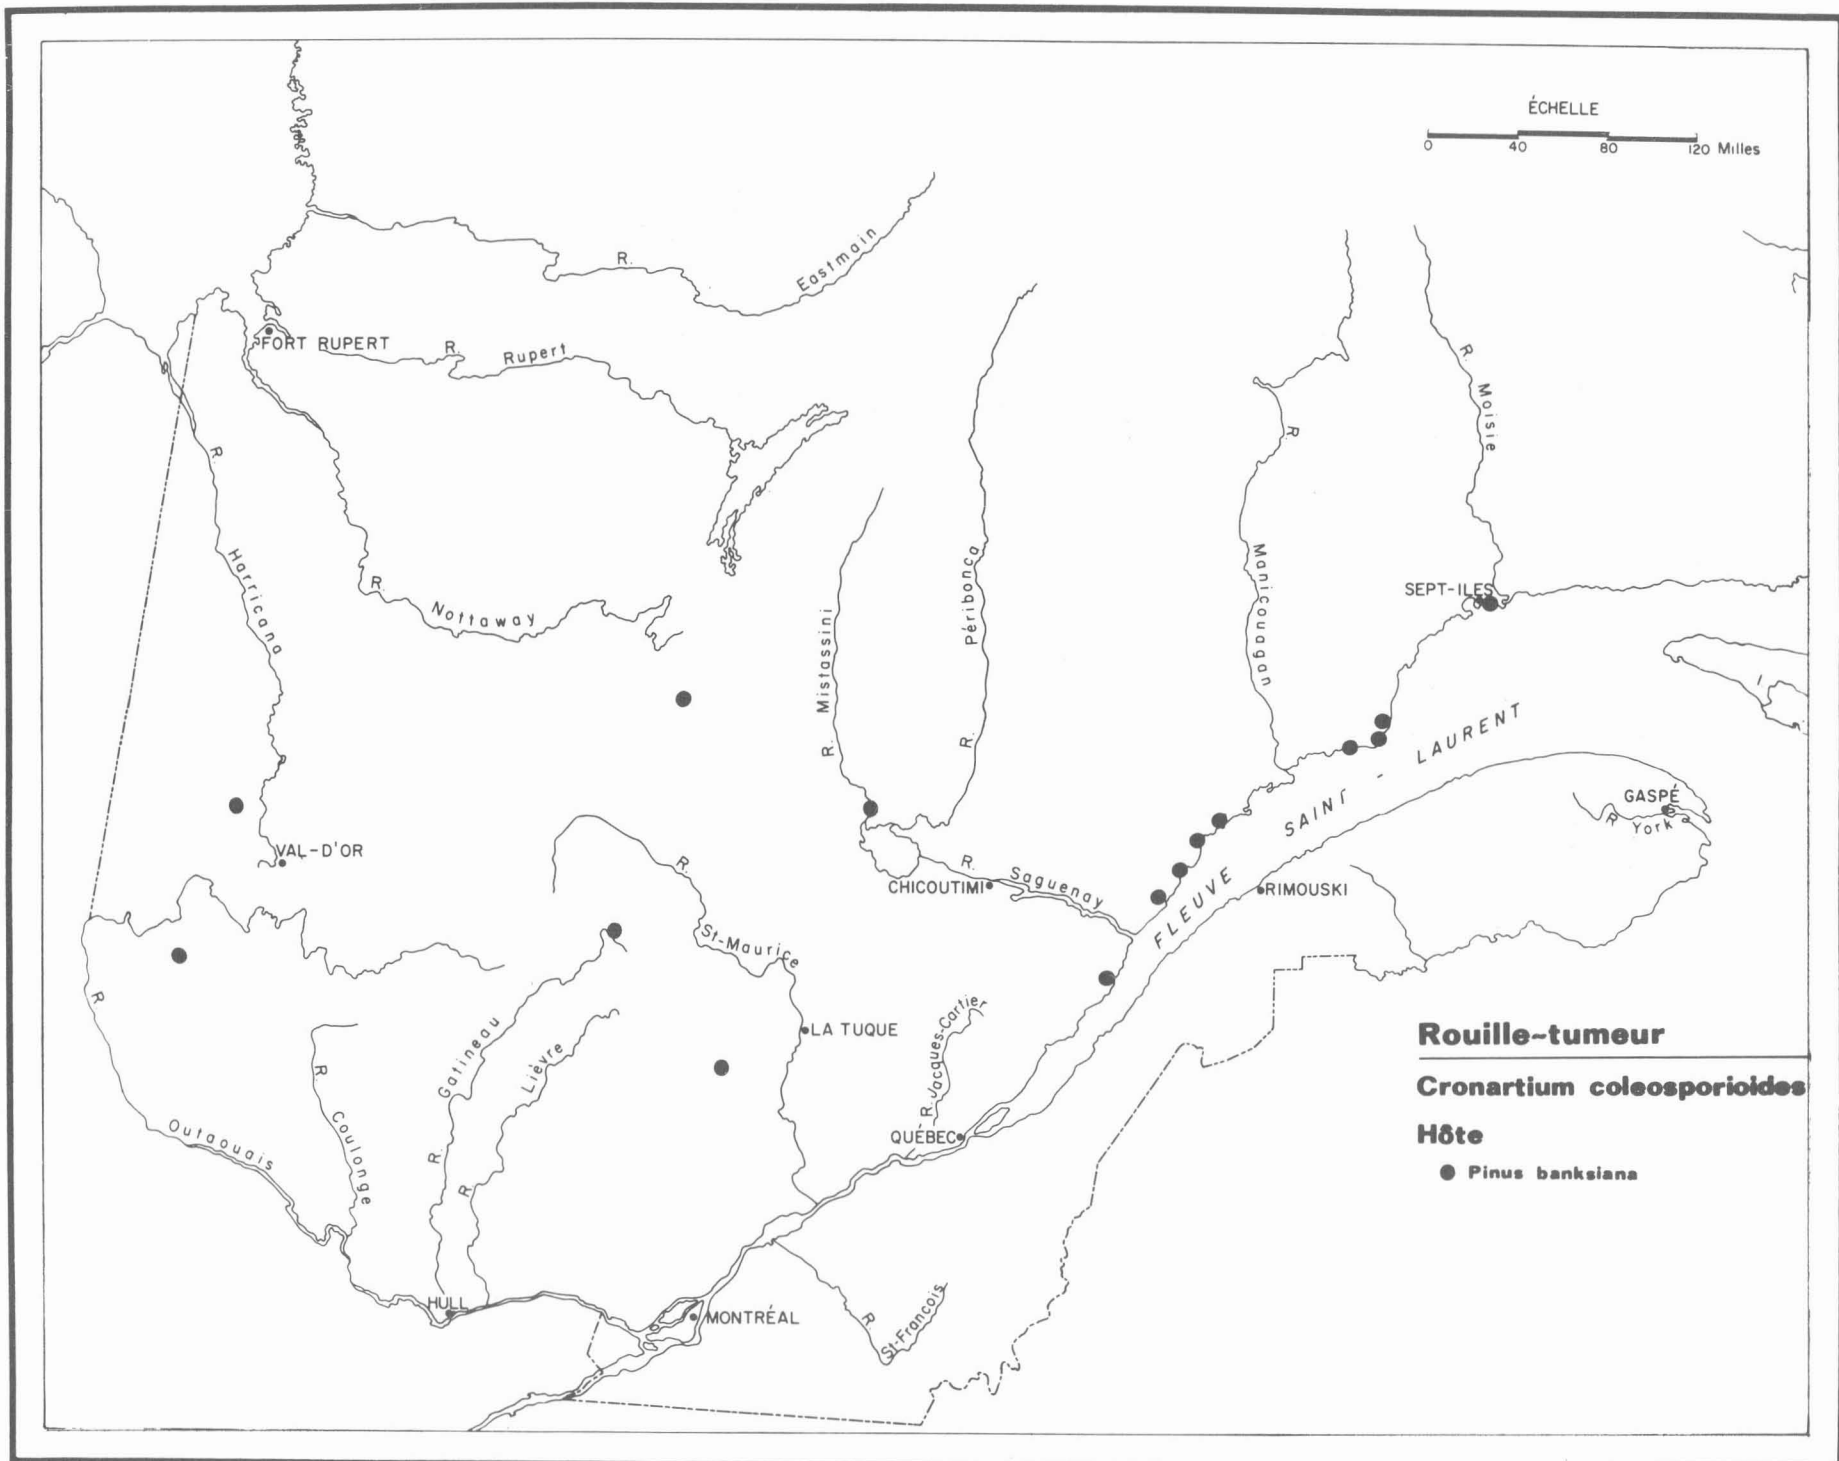 ÉCHELLE
0 40 80 120 Milles
R. Eastmain
FORT RUPERT
R. Rupert
R. Harricana
R. Nottaway
R. Mistassini
R. Péribonca
R. Manicouagan
R. Moisie
SEPT-ILES
FLEUVE SAINT - LAURENT
GASPÉ
R. York
VAL-D'OR
CHICOUTIMI
R. Saguenay
RIMOUSKI
R. St-Maurice
LA TUQUE
R. Jacques-Cartier
QUÉBEC
R. Outaouais
R. Coulonge
R. Gatineau
R. Lièvre
HULL
MONTRÉAL
R. St-Francois
I
Rouille-tumeur
Cronartium coleosporioides
Hôte
Pinus banksiana